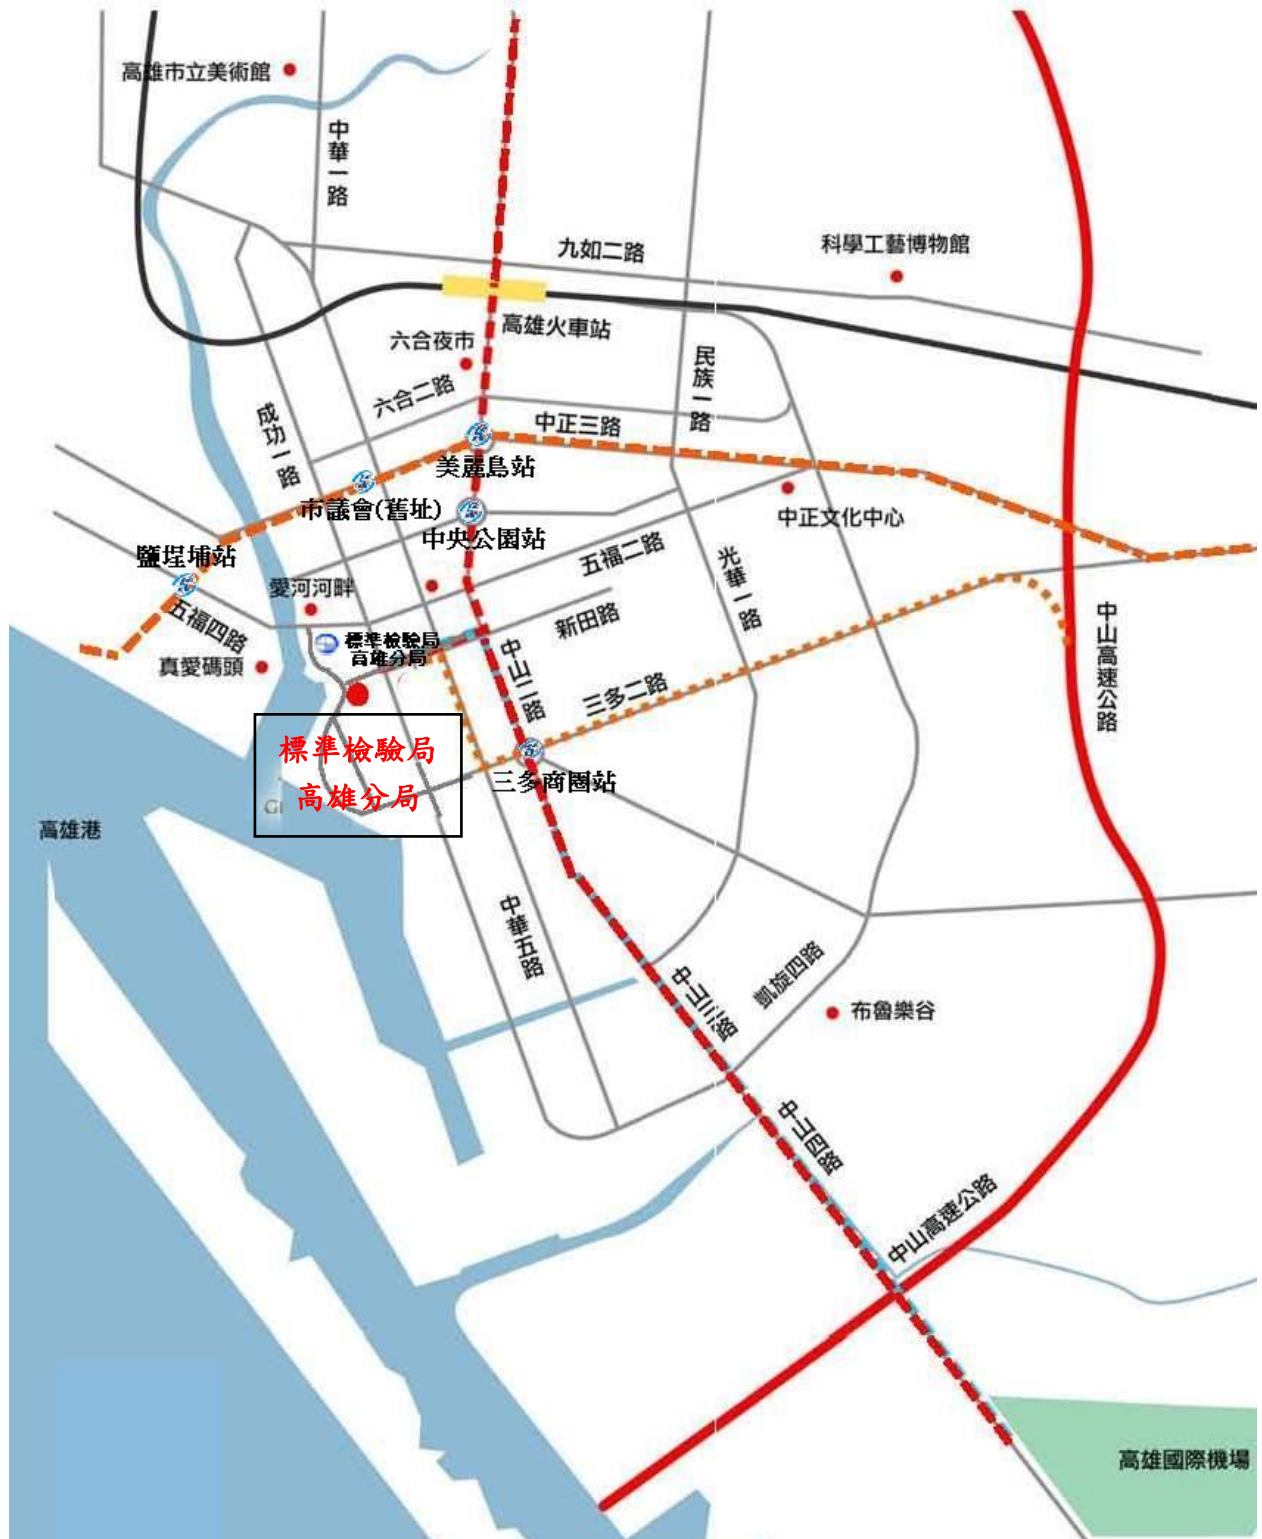 高雄市立美術館
中華一路
九如二路
科學工藝博物館
高雄火車站
六合夜市
民族一路
六合二路
成功一路
中正三路
美麗島站
市議會(舊址)
中正文化中心
中央公園站
鹽埕埔站
五福二路
光華一路
愛河河畔
五福四路
新田路
中山高速公路
標準檢驗局
高雄分局
真愛碼頭
中山二路
三多二路
標準檢驗局
高雄分局
三多商圈站
高雄港
中華五路
凱旋四路
中山三路
布魯樂谷
中山四路
中山高速公路
高雄國際機場